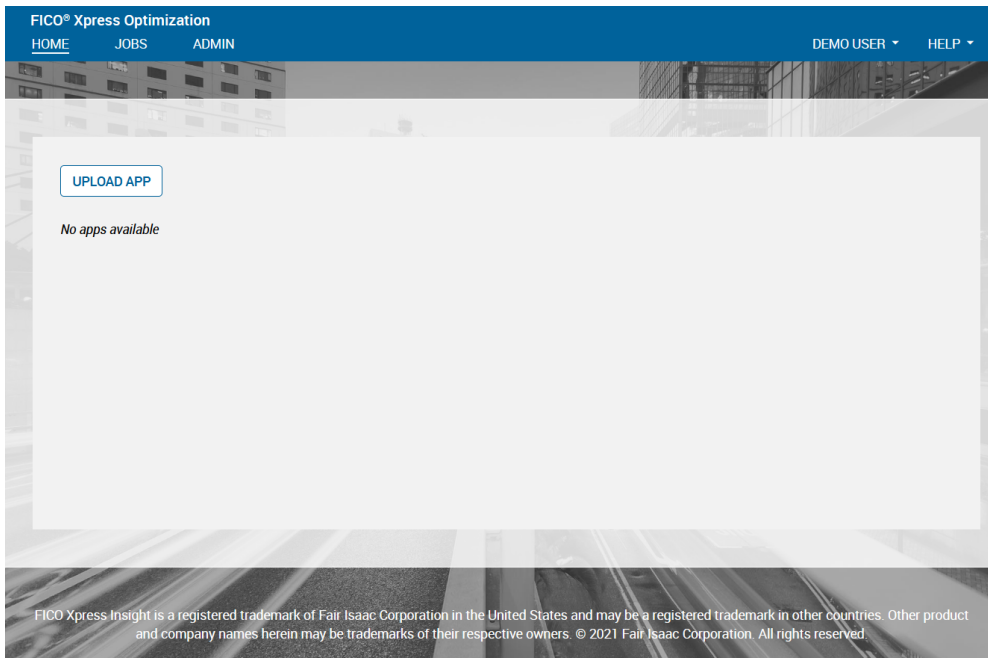 FICO® Xpress Optimization
HOME JOBS ADMIN DEMO USER HELP
UPLOAD APP
No apps available
FICO Xpress Insight is a registered trademark of Fair Isaac Corporation in the United States and may be a registered trademark in other countries. Other product
and company names herein may be trademarks of their respective owners. © 2021 Fair Isaac Corporation. All rights reserved.